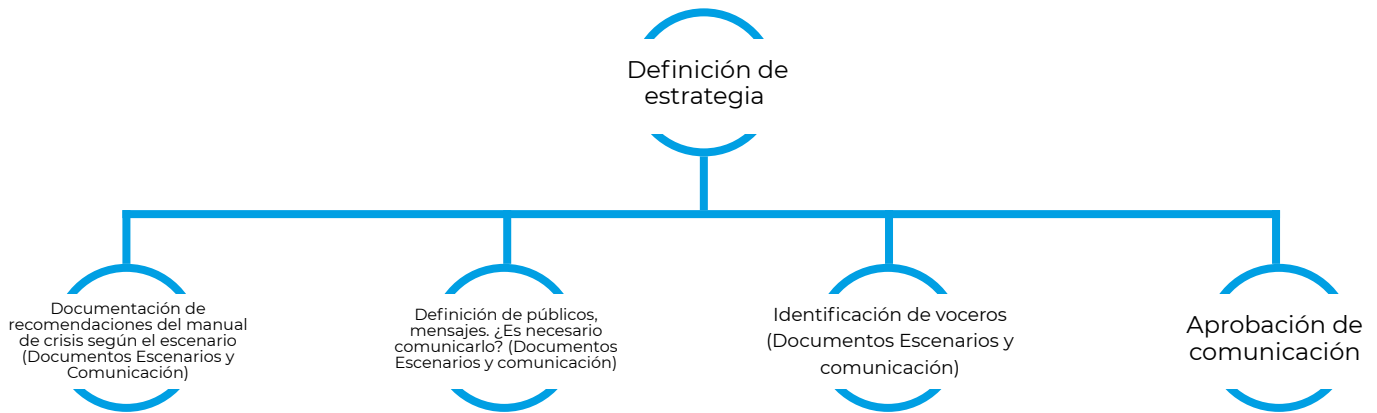 Definición de
estrategia
Documentación de
recomendaciones del manual
de crisis según el escenario
(Documentos Escenarios y
Comunicación)
Definición de públicos,
mensajes. ¿Es necesario
comunicarlo? (Documentos
Escenarios y comunicación)
Identificación de voceros
(Documentos Escenarios y
comunicación)
Aprobación de
comunicación